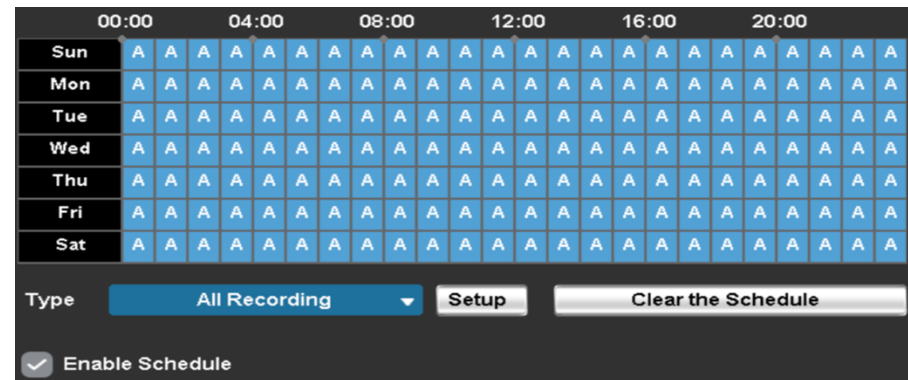 00:00 04:00 08:00 12:00 16:00 20:00
Sun A A A A A A A A A A A A A A A A A A A A A A A A
Mon A A A A A A A A A A A A A A A A A A A A A A A A
Tue A A A A A A A A A A A A A A A A A A A A A A A A
Wed A A A A A A A A A A A A A A A A A A A A A A A A
Thu A A A A A A A A A A A A A A A A A A A A A A A A
Fri A A A A A A A A A A A A A A A A A A A A A A A A
Sat A A A A A A A A A A A A A A A A A A A A A A A A
Type All Recording Setup Clear the Schedule
Enable Schedule